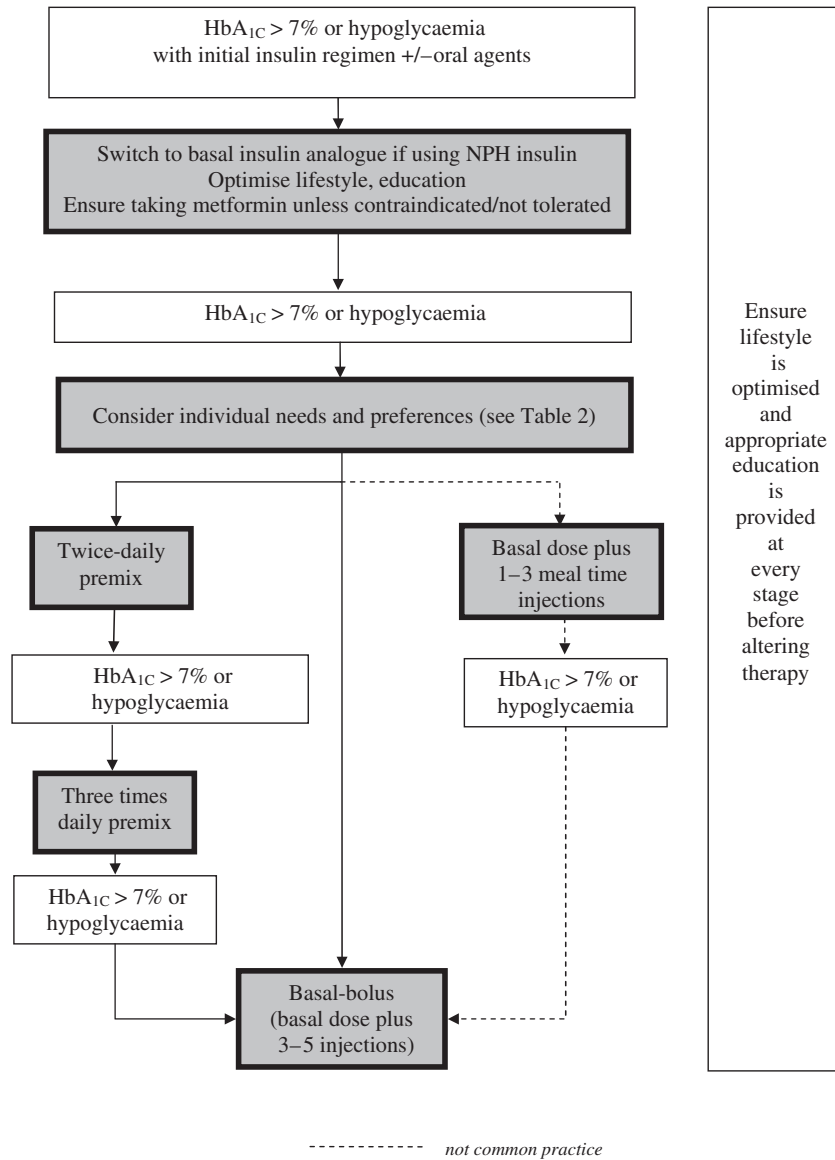 HbA1C > 7% or hypoglycaemia
with initial insulin regimen +/–oral agents
Switch to basal insulin analogue if using NPH insulin
Optimise lifestyle, education
Ensure taking metformin unless contraindicated/not tolerated
HbA1C > 7% or hypoglycaemia
Consider individual needs and preferences (see Table 2)
Twice-daily
premix
HbA1C > 7% or
hypoglycaemia
Three times
daily premix
HbA1C > 7% or
hypoglycaemia
Basal dose plus
1–3 meal time
injections
HbA1C > 7% or
hypoglycaemia
Basal-bolus
(basal dose plus
3–5 injections)
Ensure
lifestyle
is
optimised
and
appropriate
education
is
provided
at
every
stage
before
altering
therapy
not common practice